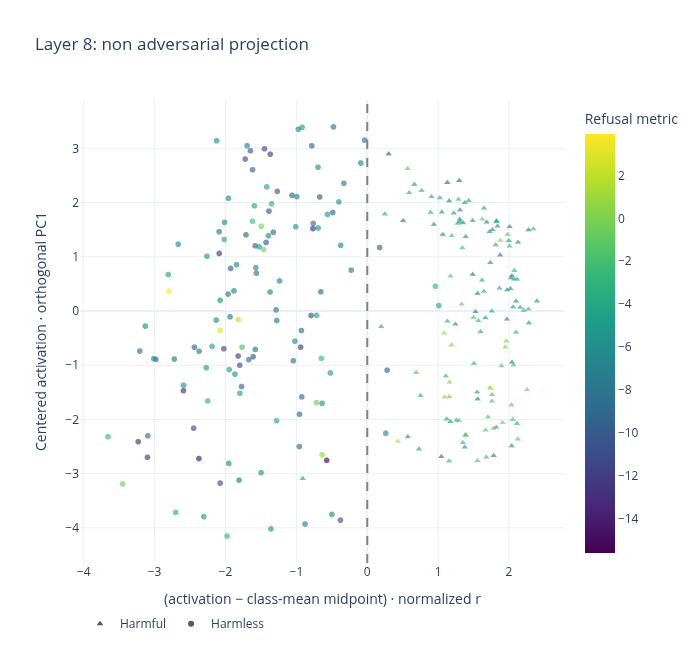 Layer 8: non adversarial projection
Refusal metric
2
0
−2
−4
−6
−8
−10
−12
−14
Centered activation · orthogonal PC1
3
2
1
0
−1
−2
−3
−4
−4 −3 −2 −1 0 1 2
(activation − class-mean midpoint) · normalized r
Harmful Harmless